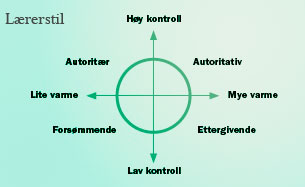 Lærerstil
Høy kontroll
Autoritær
Autoritativ
Lite varme
Mye varme
Forsømmende
Ettergivende
Lav kontroll